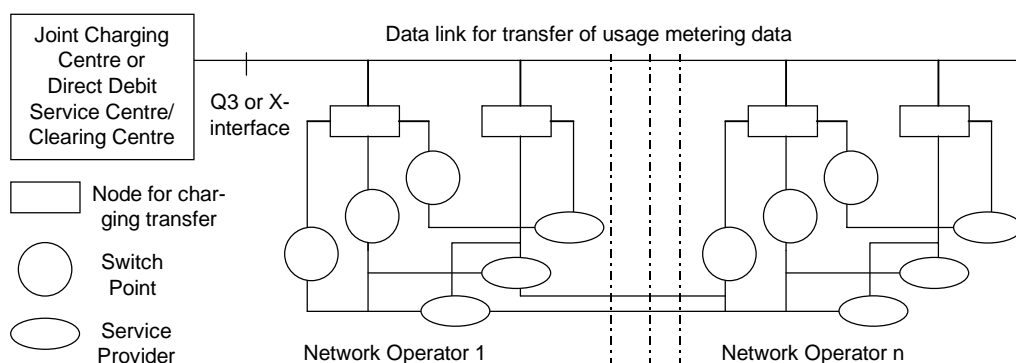 Joint Charging
Centre or
Direct Debit
Service Centre/
Clearing Centre
Data link for transfer of usage metering data
Q3 or X-
interface
Node for char-
ging transfer
Switch
Point
Service
Provider
Network Operator 1
Network Operator n